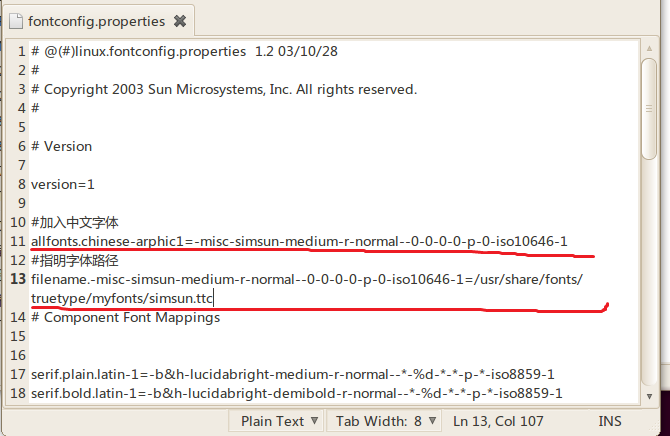 fontconfig.properties
1 # @(#)linux.fontconfig.properties 1.2 03/10/28
2 #
3 # Copyright 2003 Sun Microsystems, Inc. All rights reserved.
4 #
5
6 # Version
7
8 version=1
9
10 #加入中文字体
11 allfonts.chinese-arphic1=-misc-simsun-medium-r-normal--0-0-0-0-p-0-iso10646-1
12 #指明字体路径
13 filename.-misc-simsun-medium-r-normal--0-0-0-0-p-0-iso10646-1=/usr/share/fonts/
truetype/myfonts/simsun.ttc
14 # Component Font Mappings
15
16
17 serif.plain.latin-1=-b&h-lucidabright-medium-r-normal--*-%d-*-*-p-*-iso8859-1
18 serif.bold.latin-1=-b&h-lucidabright-demibold-r-normal--*-%d-*-*-p-*-iso8859-1
Plain Text Tab Width: 8 Ln 13, Col 107 INS